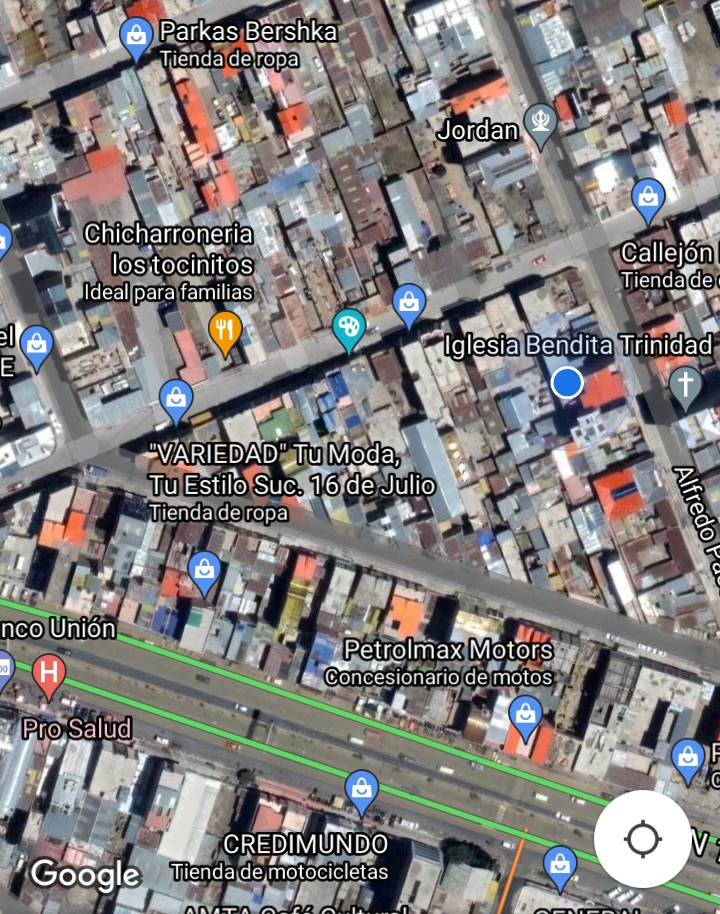 Parkas Bershka
Tienda de ropa
Jordan
Chicharroneria
los tocinitos
Ideal para familias
Callejón
Tienda de
el
E
Iglesia Bendita Trinidad
"VARIEDAD" Tu Moda,
Tu Estilo Suc. 16 de Julio
Tienda de ropa
Alfredo Pa
nco Unión
H
Pro Salud
Petrolmax Motors
Concesionario de motos
CREDIMUNDO
Tienda de motocicletas
Google